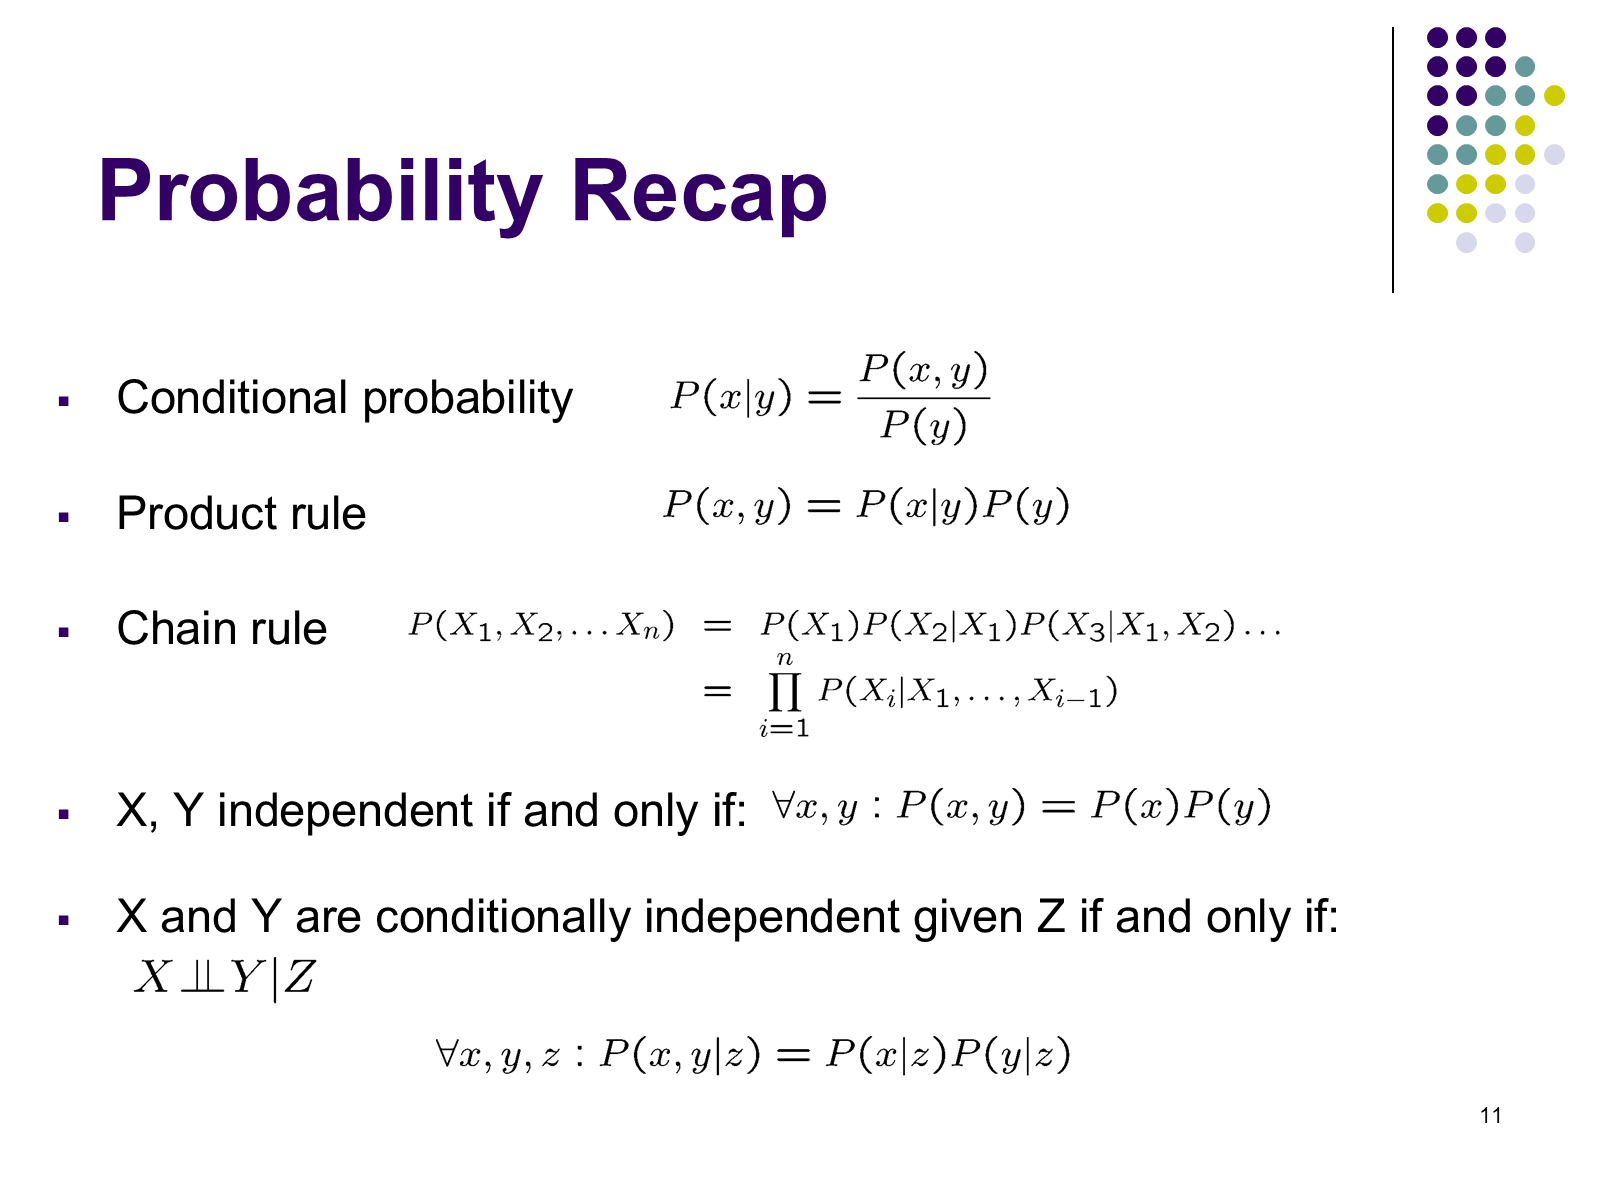 Probability Recap
▪ Conditional probability P(x|y) = P(x, y) / P(y)
▪ Product rule P(x, y) = P(x|y)P(y)
▪ Chain rule P(X₁, X₂, … Xₙ) = P(X₁)P(X₂|X₁)P(X₃|X₁, X₂) …
= ∏ⁿᵢ₌₁ P(Xᵢ|X₁, …, Xᵢ₋₁)
▪ X, Y independent if and only if: ∀x, y : P(x, y) = P(x)P(y)
▪ X and Y are conditionally independent given Z if and only if:
X ⫫ Y|Z
∀x, y, z : P(x, y|z) = P(x|z)P(y|z)
11